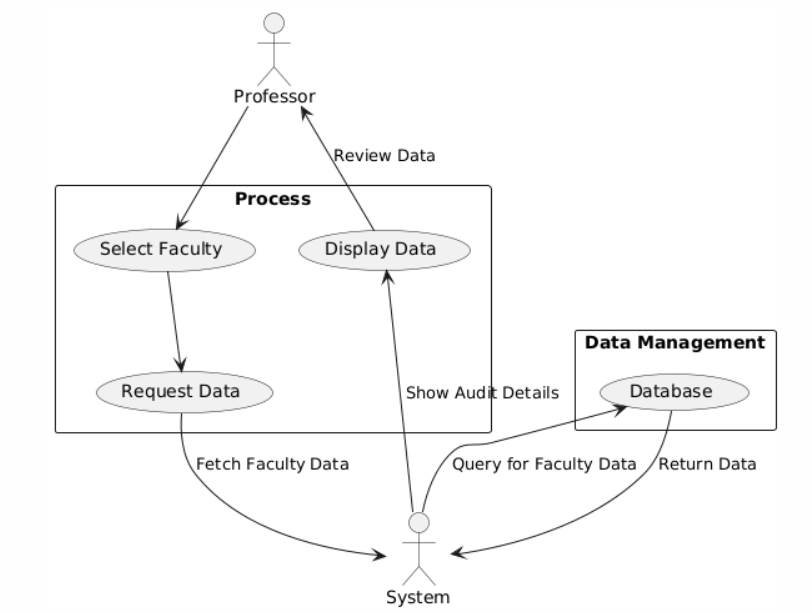 Professor
Review Data
Process
Select Faculty
Display Data
Data Management
Request Data
Database
Show Audit Details
Fetch Faculty Data
Query for Faculty Data
Return Data
System